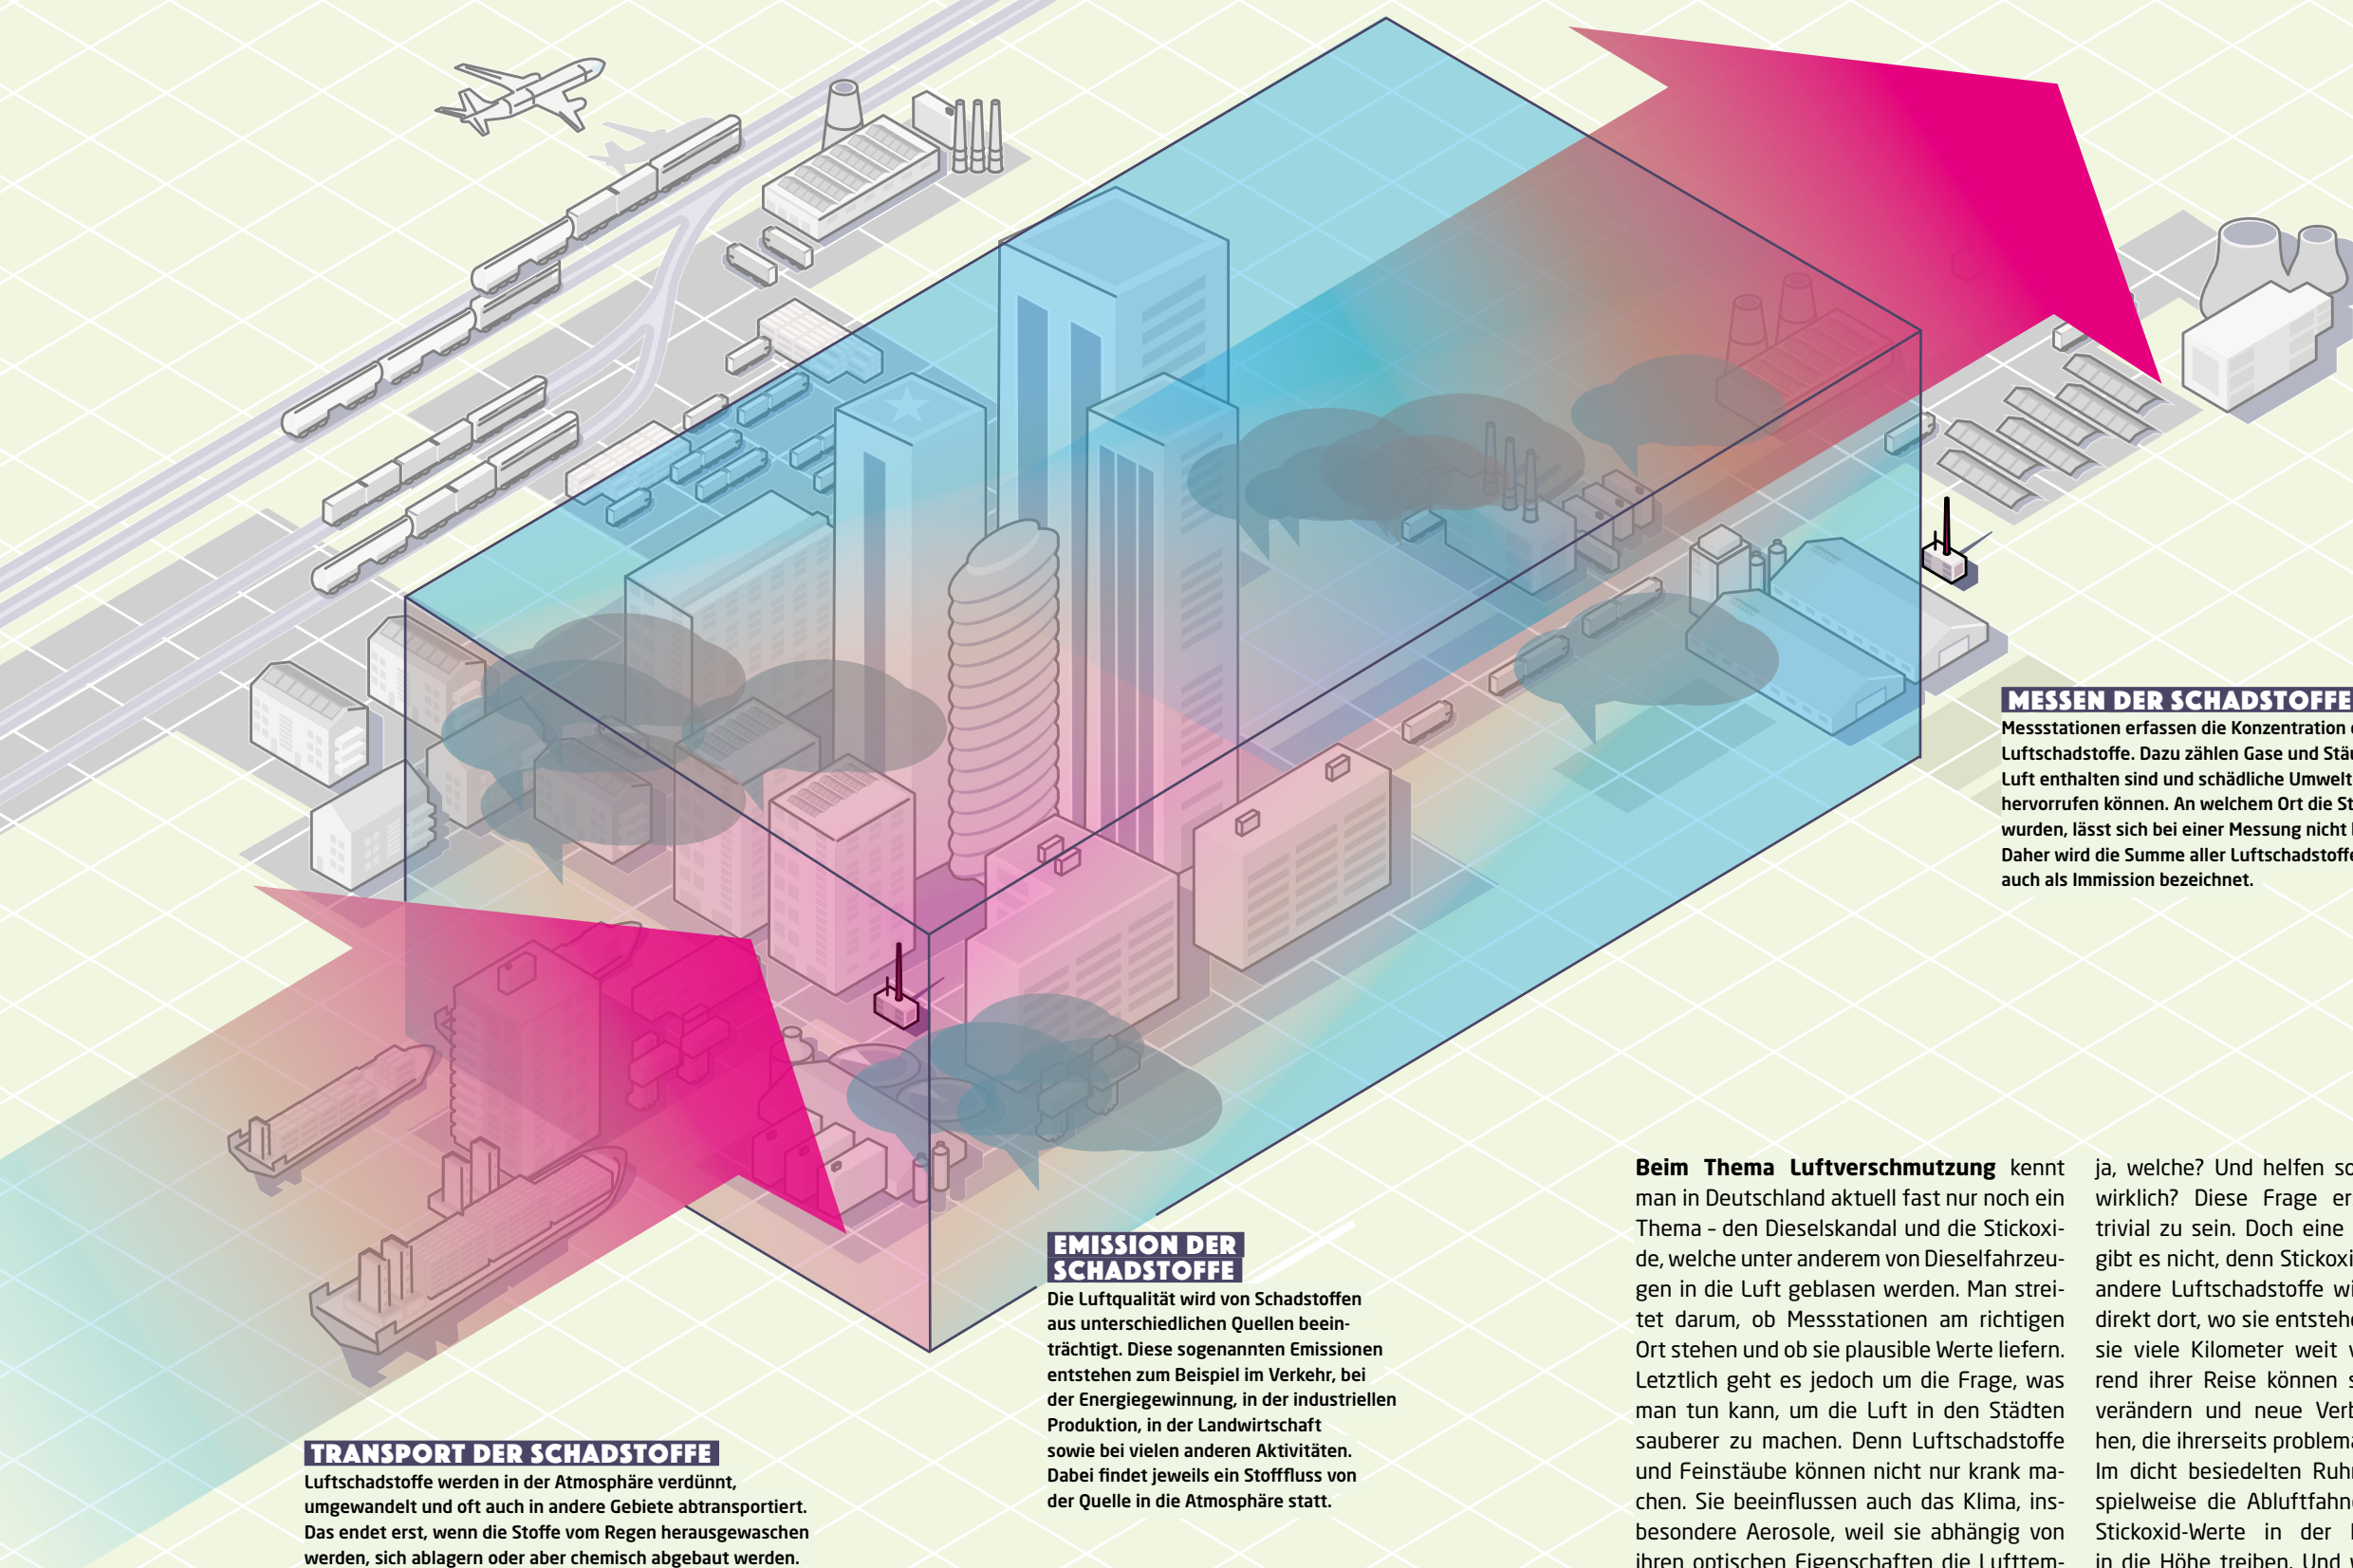 MESSEN DER SCHADSTOFFE
Messstationen erfassen die Konzentration
Luftschadstoffe. Dazu zählen Gase und
Luft enthalten sind und schädliche
hervorrufen können. An welchem Ort die
wurden, lässt sich bei einer Messung nicht
Daher wird die Summe aller Luftschadstoffe
auch als Immission bezeichnet.
EMISSION DER
SCHADSTOFFE
Die Luftqualität wird von Schadstoffen
aus unterschiedlichen Quellen beein-
trächtigt. Diese sogenannten Emissionen
entstehen zum Beispiel im Verkehr, bei
der Energiegewinnung, in der industriellen
Produktion, in der Landwirtschaft
sowie bei vielen anderen Aktivitäten.
Dabei findet jeweils ein Stofffluss von
der Quelle in die Atmosphäre statt.
TRANSPORT DER SCHADSTOFFE
Luftschadstoffe werden in der Atmosphäre verdünnt,
umgewandelt und oft auch in andere Gebiete abtransportiert.
Das endet erst, wenn die Stoffe vom Regen herausgewaschen
werden, sich ablagern oder aber chemisch abgebaut werden.
Beim Thema Luftverschmutzung kennt
man in Deutschland aktuell fast nur noch ein
Thema – den Dieselskandal und die Stickoxi-
de, welche unter anderem von Dieselfahrzeu-
gen in die Luft geblasen werden. Man strei-
tet darum, ob Messstationen am richtigen
Ort stehen und ob sie plausible Werte liefern.
Letztlich geht es jedoch um die Frage, was
man tun kann, um die Luft in den Städten
sauberer zu machen. Denn Luftschadstoffe
und Feinstäube können nicht nur krank ma-
chen. Sie beeinflussen auch das Klima, ins-
besondere Aerosole, weil sie abhängig von
ihren optischen Eigenschaften die Lufttem-
ja, welche? Und helfen
wirklich? Diese Frage
trivial zu sein. Doch eine
gibt es nicht, denn
andere Luftschadstoffe
direkt dort, wo sie
sie viele Kilometer weit
rend ihrer Reise können
verändern und neue
hen, die ihrerseits
Im dicht besiedelten
spielweise die
Stickoxid-Werte in der
in die Höhe treiben. Und